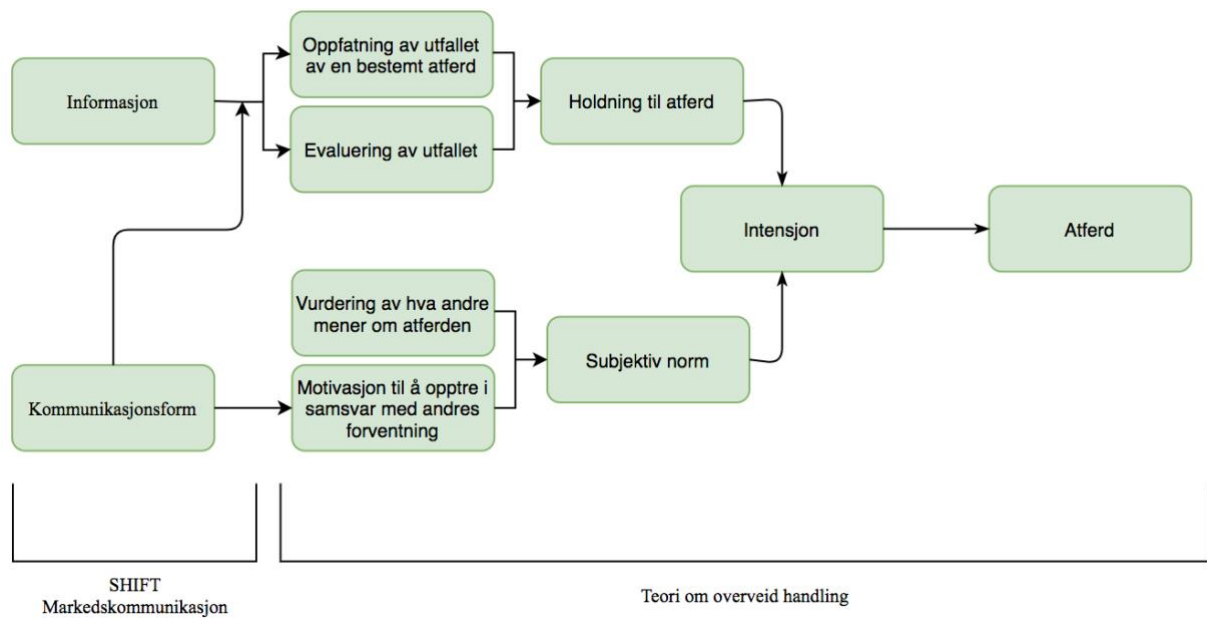 Informasjon
Oppfatning av utfallet
av en bestemt atferd
Evaluering av utfallet
Holdning til atferd
Intensjon
Atferd
Vurdering av hva andre
mener om atferden
Motivasjon til å opptre i
samsvar med andres
forventning
Subjektiv norm
Kommunikasjonsform
SHIFT
Markedskommunikasjon
Teori om overveid handling